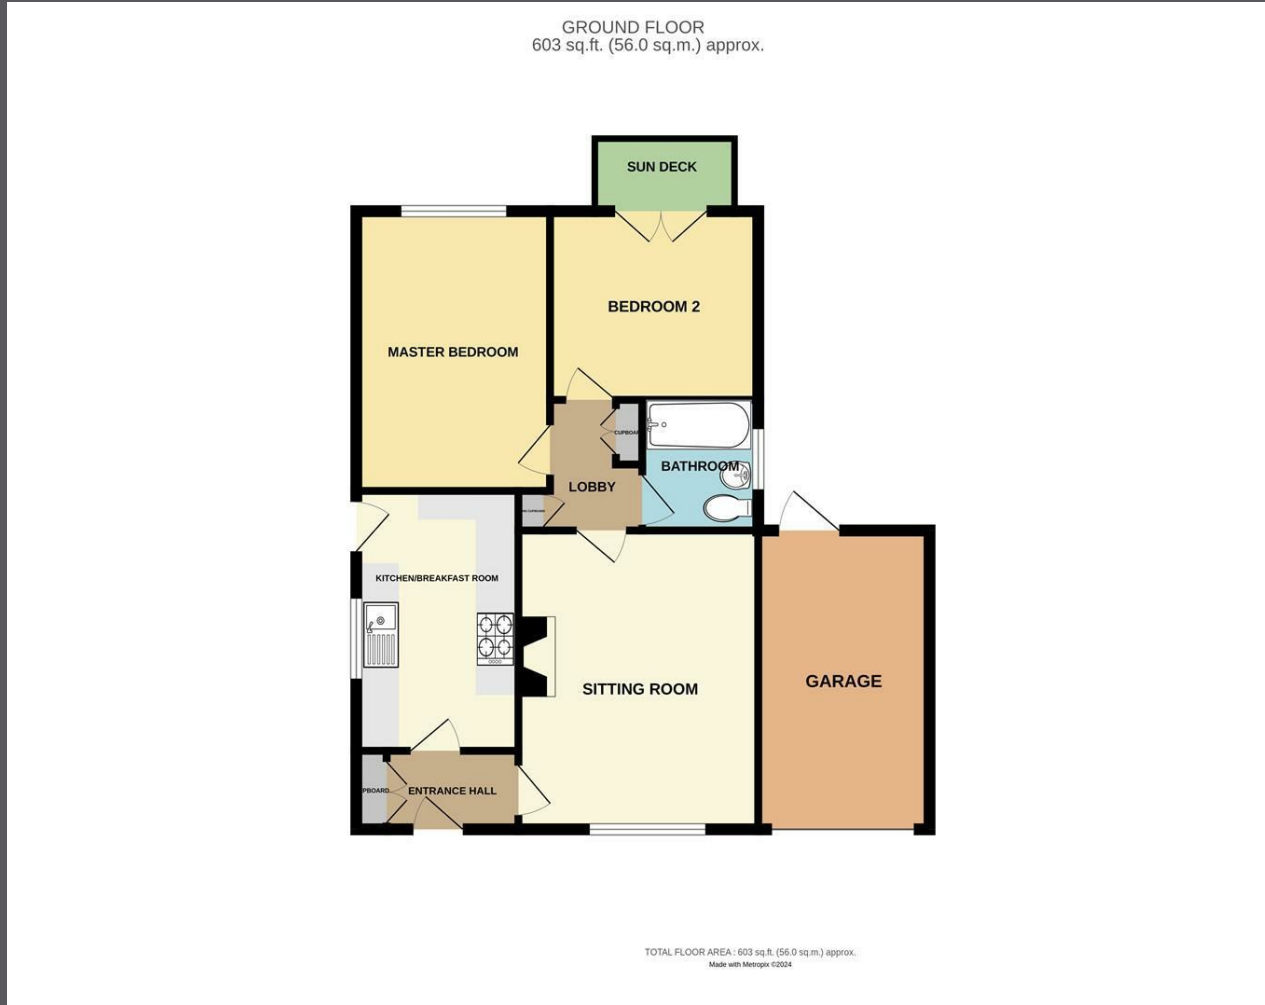 GROUND FLOOR
603 sq.ft. (56.0 sq.m.) approx.
SUN DECK
BEDROOM 2
MASTER BEDROOM
CUPBOAR
BATHROOM
LOBBY
KITCHEN/BREAKFAST ROOM
SITTING ROOM
GARAGE
PBOARD
ENTRANCE HALL
TOTAL FLOOR AREA : 603 sq.ft. (56.0 sq.m.) approx.
Made with Metropix ©2024